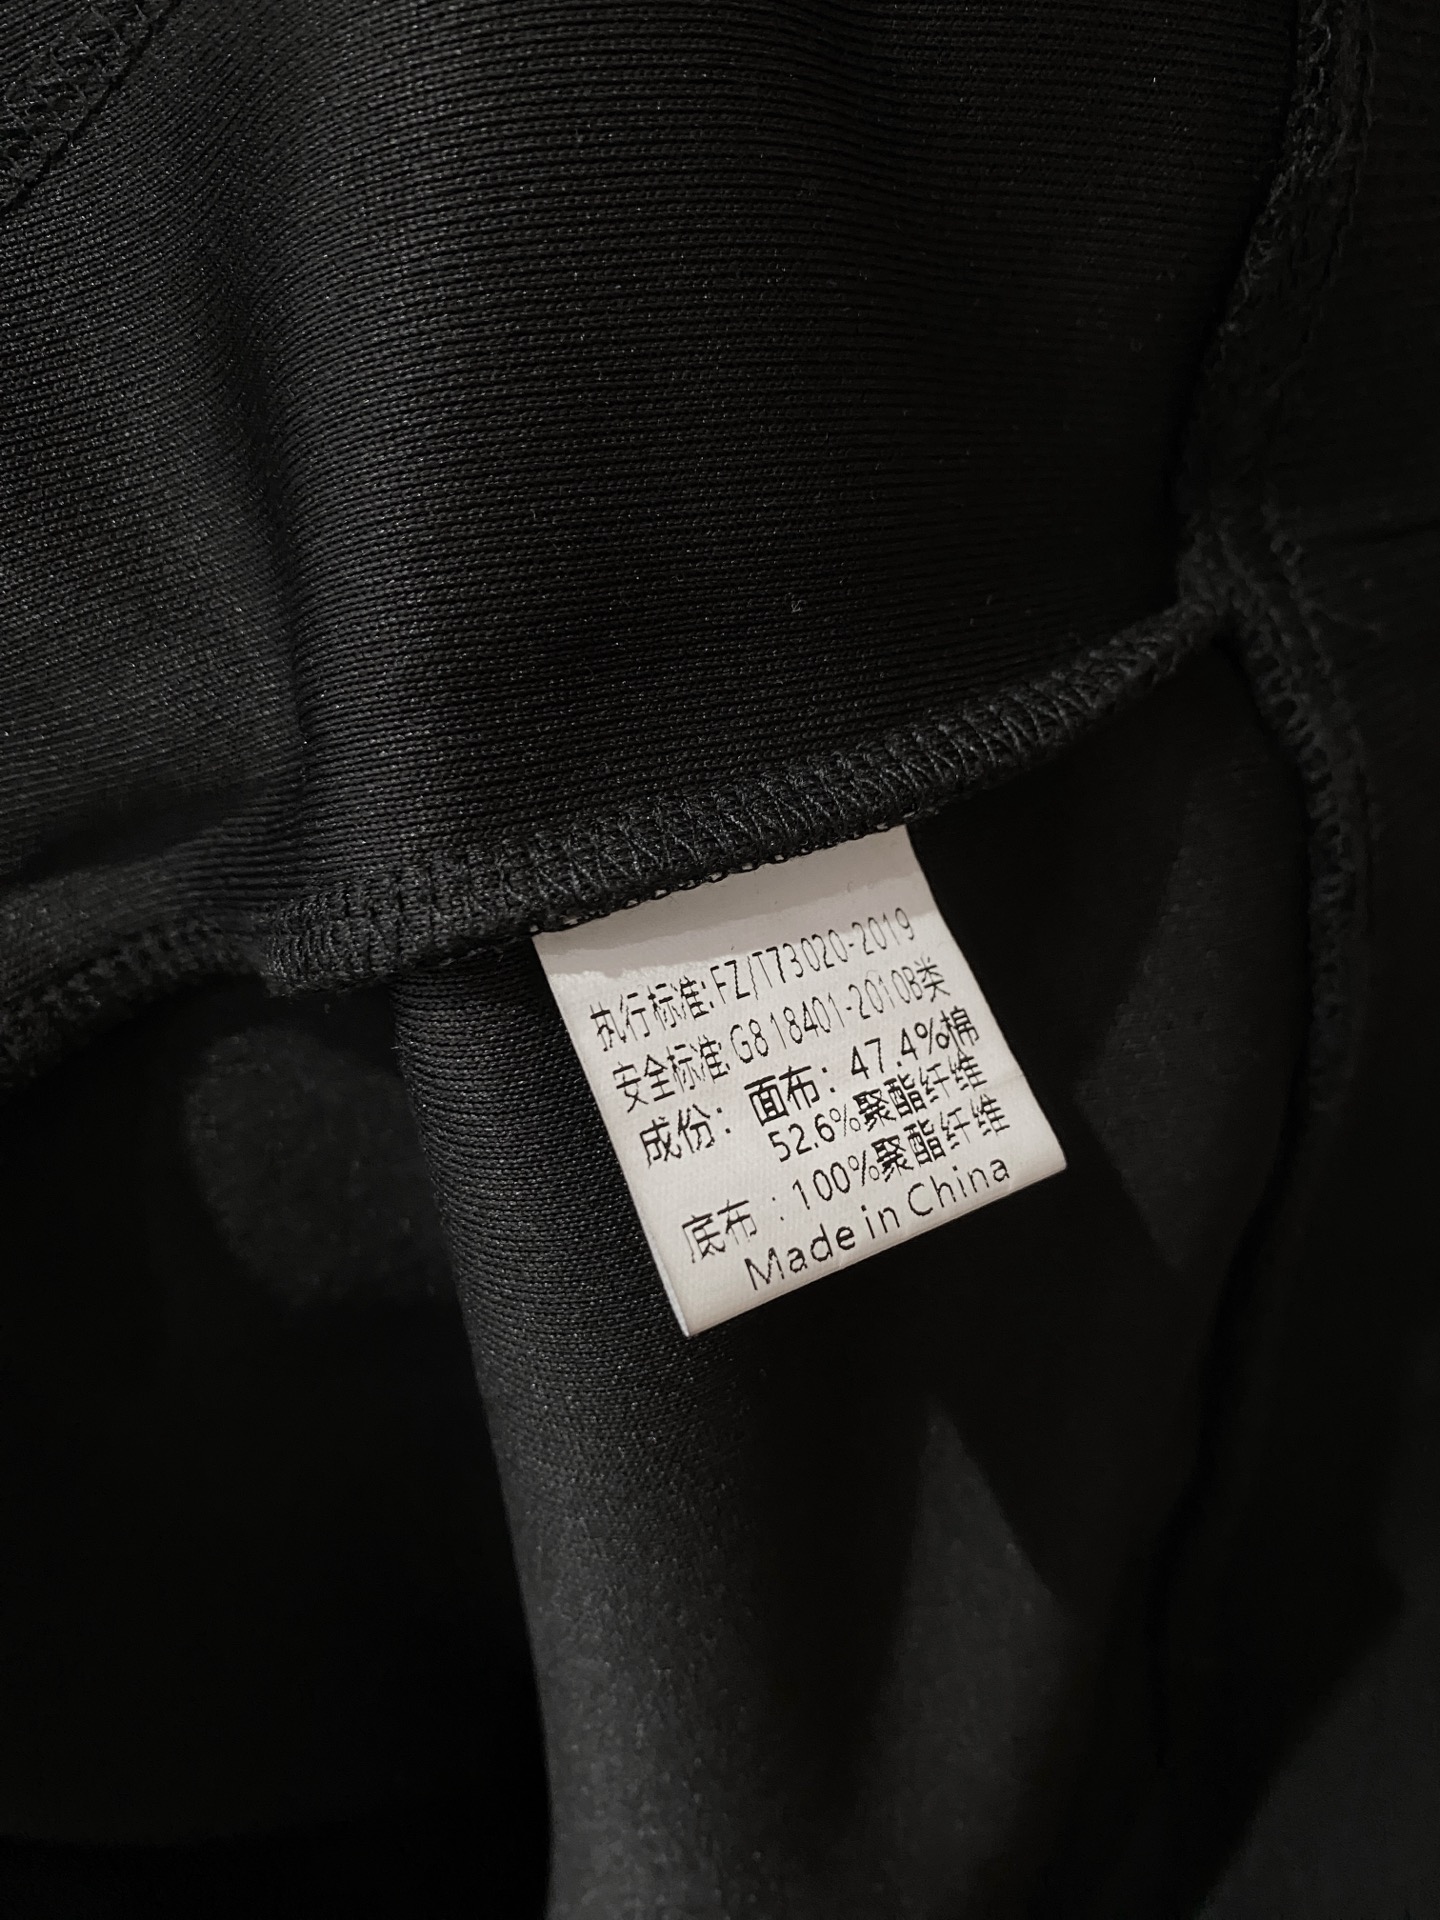 执行标准:FZ/T73020-2019
安全标准:G8 18401-2010B类
成份：面布：47.4%棉
52.6%聚酯纤维
底布：100%聚酯纤维
Made in China